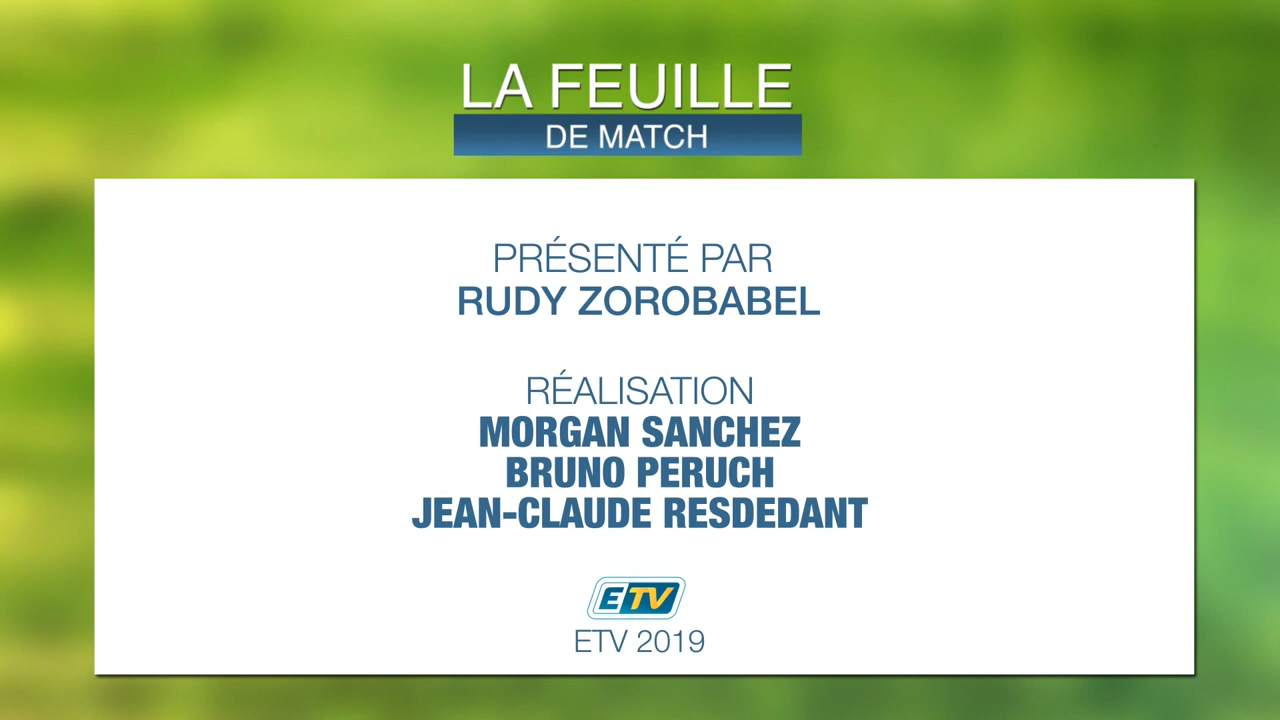 LA FEUILLE
DE MATCH
PRÉSENTÉ PAR
RUDY ZOROBABEL
RÉALISATION
MORGAN SANCHEZ
BRUNO PERUCH
JEAN-CLAUDE RESDEDANT
ETV
ETV 2019